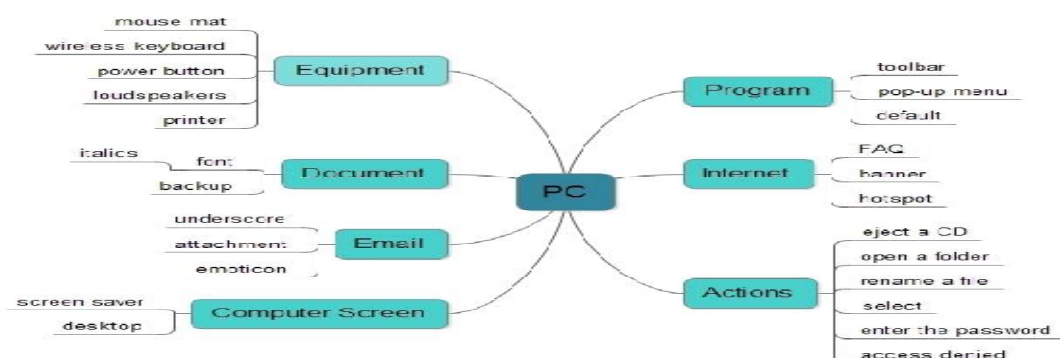 mouse mat
wireless keyboard
power button
loudspeakers
printer
Equipment
italics
font
backup
Document
underscore
attachment
emoticon
Email
screen saver
desktop
Computer Screen
PC
Program
toolbar
pop-up menu
default
Internet
FAQ
banner
hotspot
Actions
eject a CD
open a folder
rename a file
select
enter the password
access denied